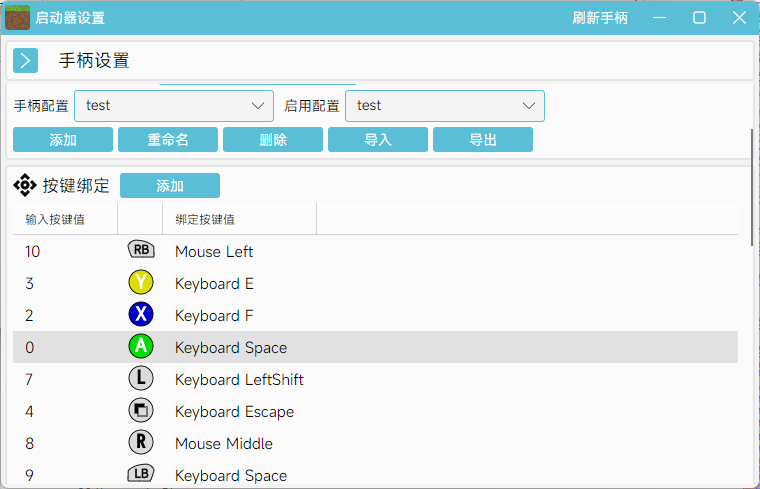 启动器设置 刷新手柄
手柄设置
手柄配置 test 启用配置 test
添加 重命名 删除 导入 导出
按键绑定 添加
输入按键值 绑定按键值
10 RB Mouse Left
3 Y Keyboard E
2 X Keyboard F
0 A Keyboard Space
7 L Keyboard LeftShift
4 Keyboard Escape
8 R Mouse Middle
9 LB Keyboard Space